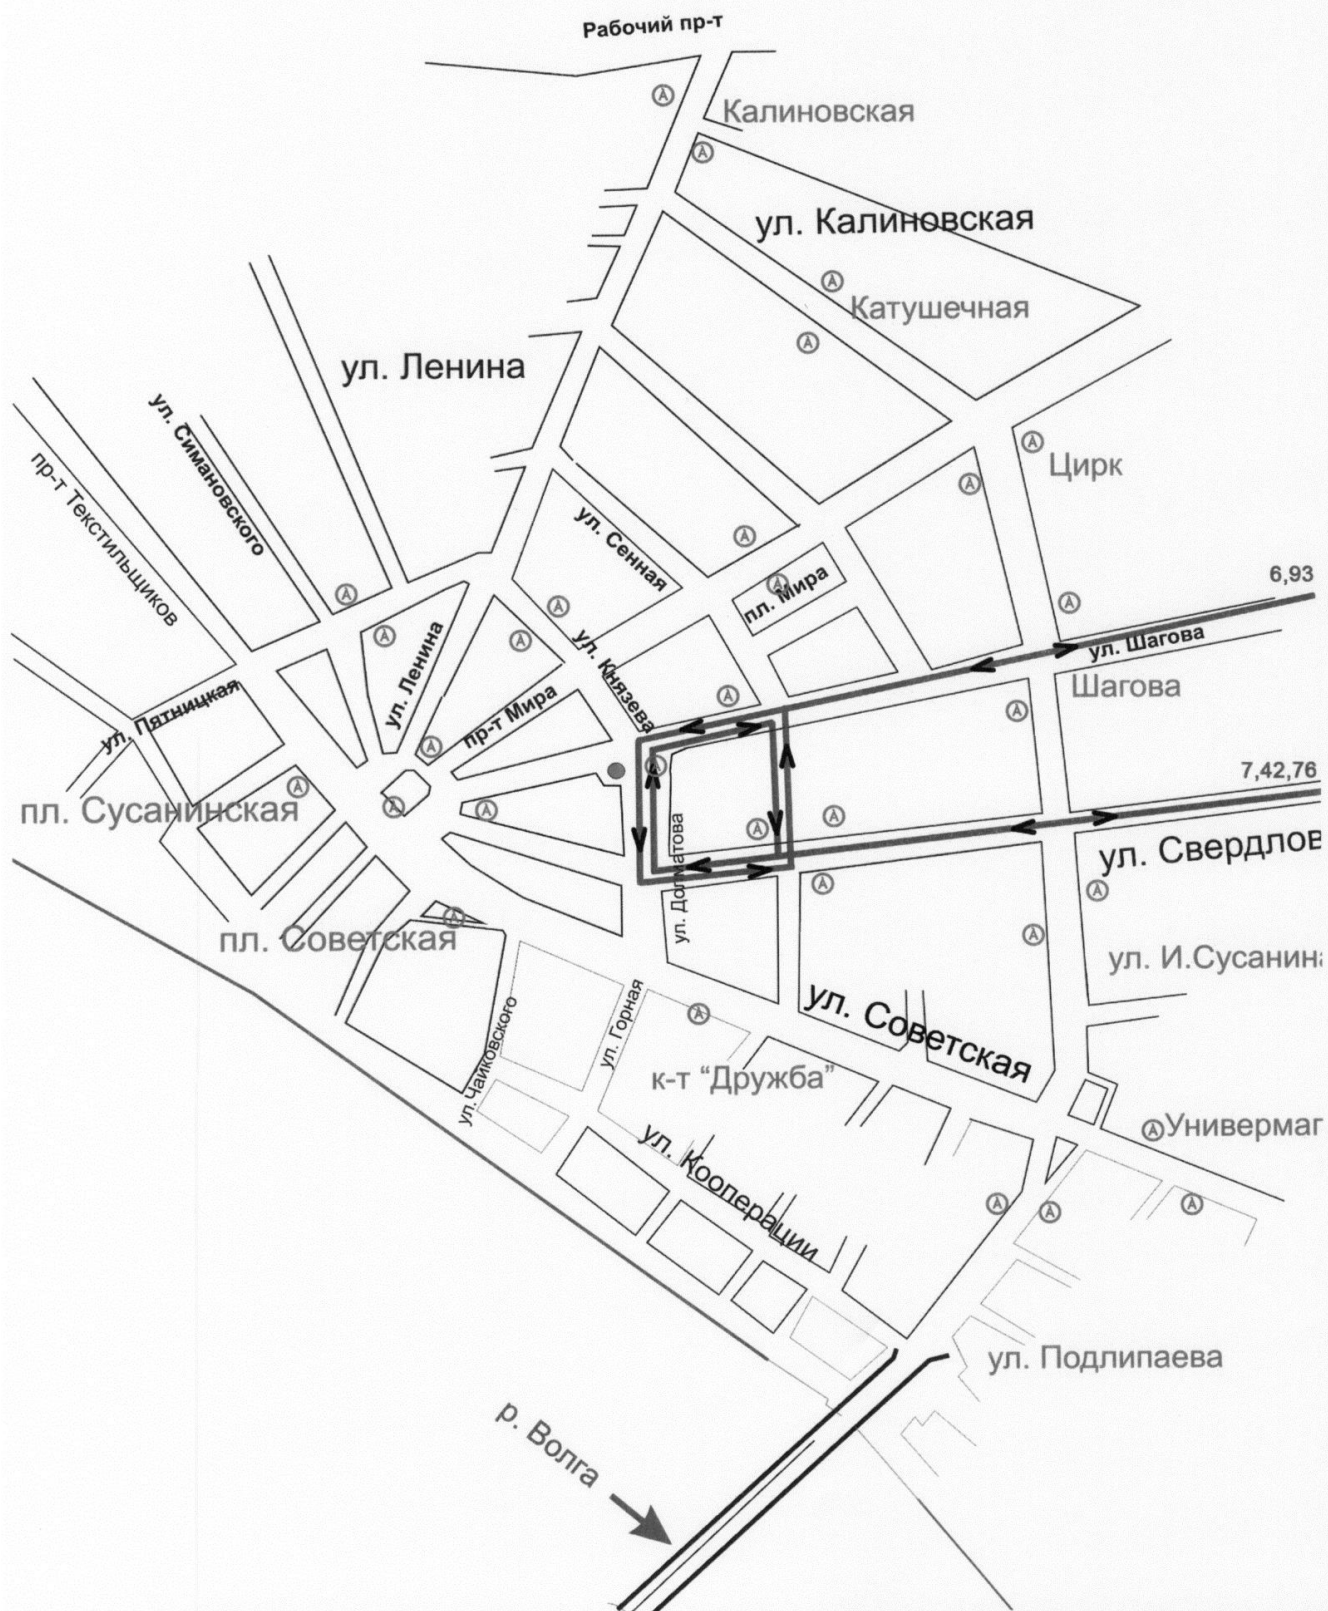 Рабочий пр-т
Калиновская
ул. Калиновская
Катушечная
ул. Ленина
ул. Симановского
пр-т Текстильщиков
Цирк
ул. Сенная
пл. Мира
6,93
ул. Шагова
Шагова
ул. Князева
ул. Ленина
пр-т Мира
ул. Пятницкая
пл. Сусанинская
7,42,76
ул. Свердлов
ул. Долматова
пл. Советская
ул. И.Сусанина
ул. Советская
ул. Горная
ул. Чайковского
к-т “Дружба”
Универмаг
ул. Кооперации
ул. Подлипаева
р. Волга